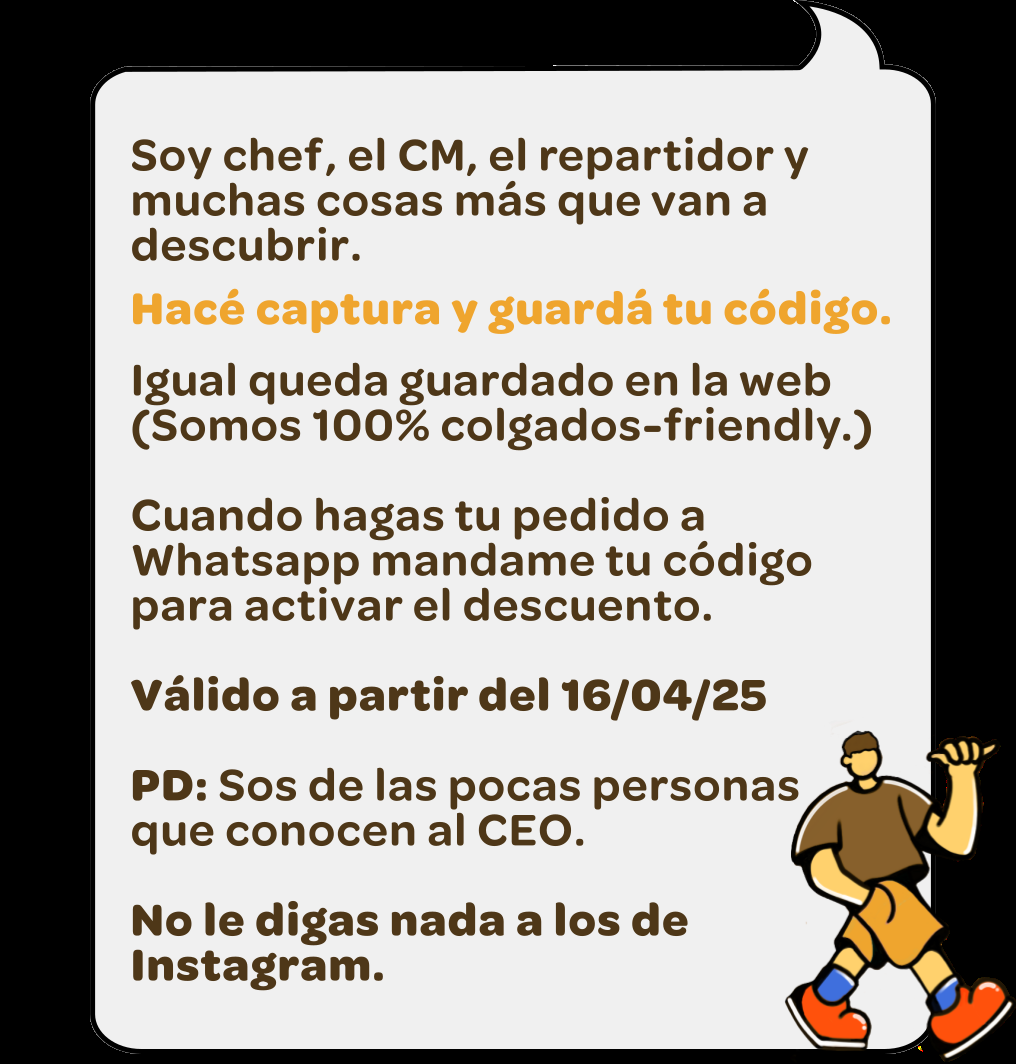 Soy chef, el CM, el repartidor y
muchas cosas más que van a
descubrir.
Hacé captura y guardá tu código.
Igual queda guardado en la web
(Somos 100% colgados-friendly.)
Cuando hagas tu pedido a
Whatsapp mandame tu código
para activar el descuento.
Válido a partir del 16/04/25
PD: Sos de las pocas personas
que conocen al CEO.
No le digas nada a los de
Instagram.